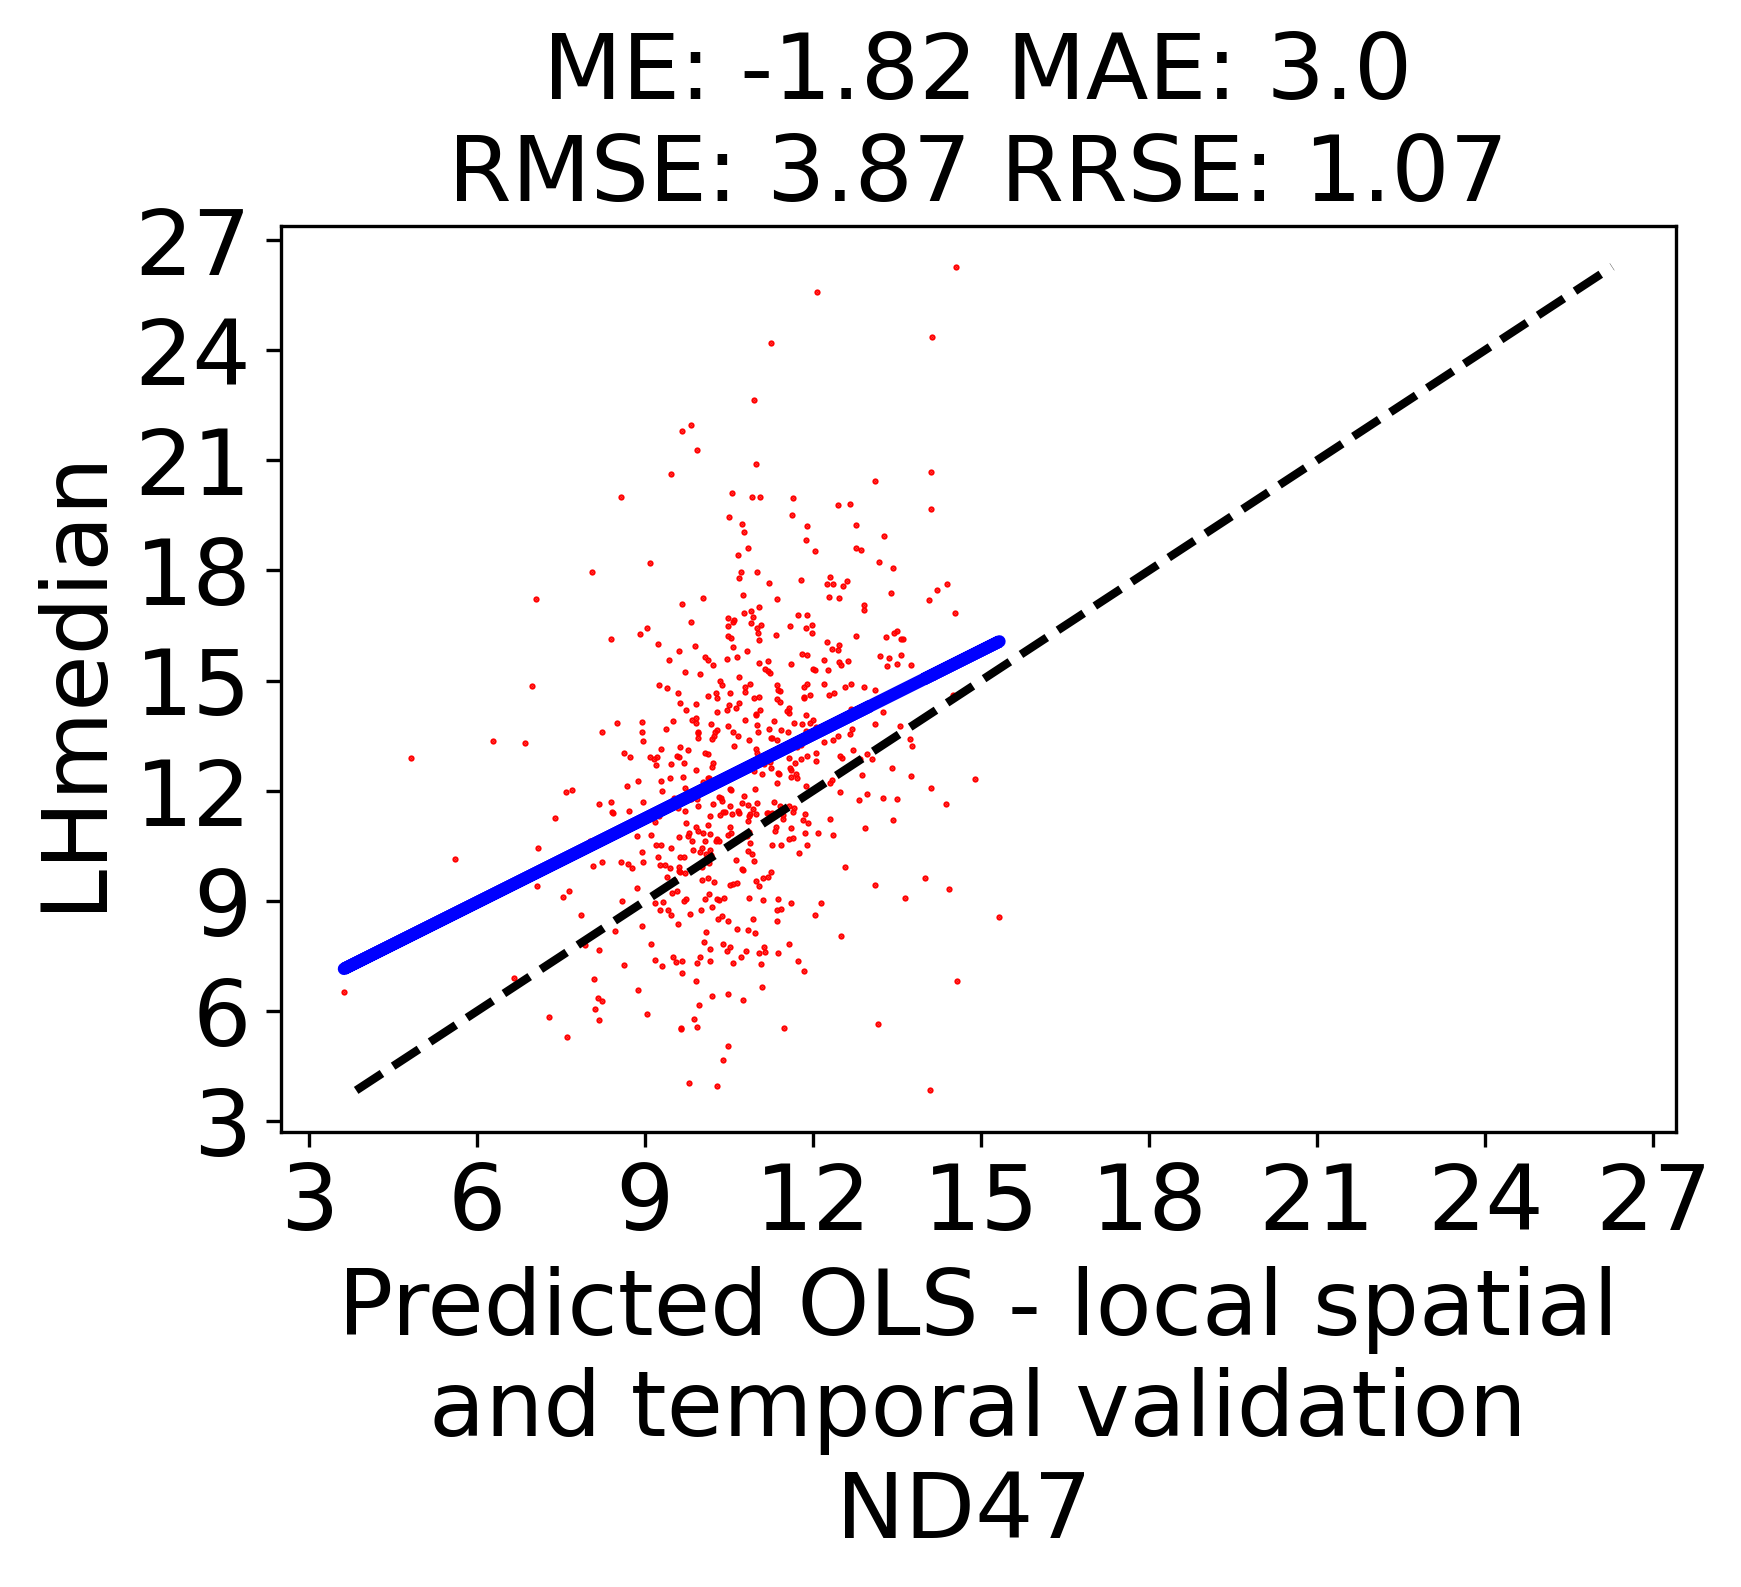 ME: -1.82 MAE: 3.0
RMSE: 3.87 RRSE: 1.07
27
24
21
18
15
12
9
6
3
LHmedian
3 6 9 12 15 18 21 24 27
Predicted OLS - local spatial
and temporal validation
ND47